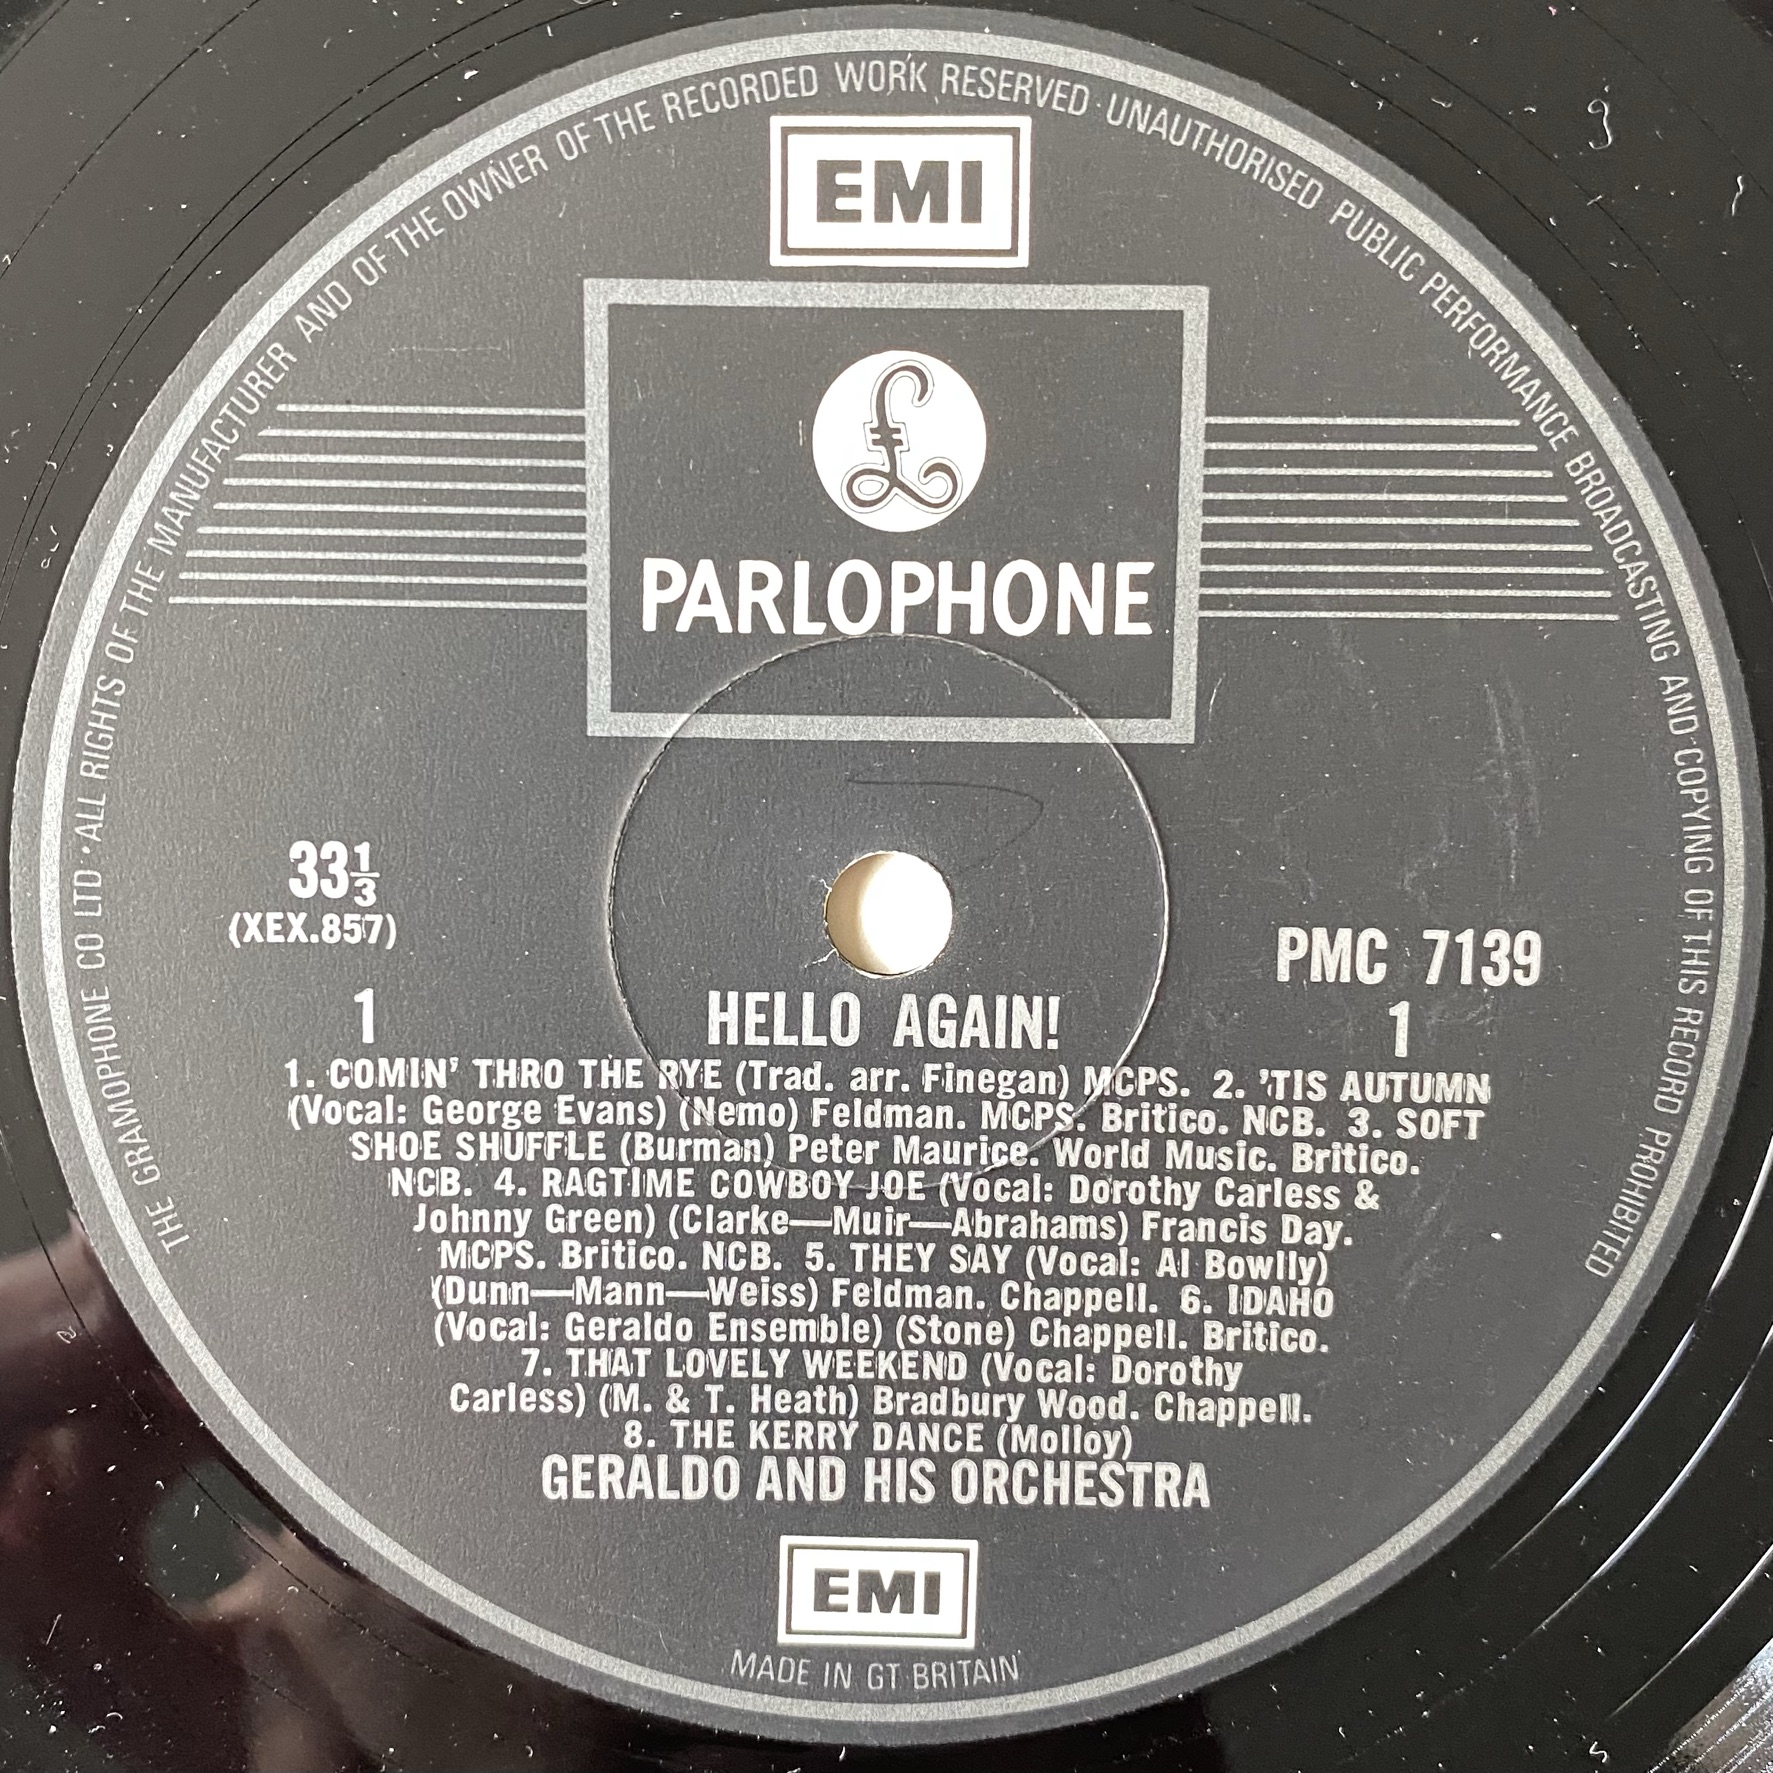 THE GRAMOPHONE CO LTD · ALL RIGHTS OF THE MANUFACTURER AND OF THE OWNER OF THE RECORDED WORK RESERVED · UNAUTHORISED PUBLIC PERFORMANCE BROADCASTING AND COPYING OF THIS RECORD PROHIBITED
EMI
£
PARLOPHONE
33⅓
(XEX.857)
1
PMC 7139
1
HELLO AGAIN!
1. COMIN' THRO THE RYE (Trad. arr. Finegan) MCPS. 2. 'TIS AUTUMN
(Vocal: George Evans) (Nemo) Feldman. MCPS. Britico. NCB. 3. SOFT
SHOE SHUFFLE (Burman) Peter Maurice. World Music. Britico.
NCB. 4. RAGTIME COWBOY JOE (Vocal: Dorothy Carless &
Johnny Green) (Clarke—Muir—Abrahams) Francis Day.
MCPS. Britico. NCB. 5. THEY SAY (Vocal: Al Bowlly)
(Dunn—Mann—Weiss) Feldman. Chappell. 6. IDAHO
(Vocal: Geraldo Ensemble) (Stone) Chappell. Britico.
7. THAT LOVELY WEEKEND (Vocal: Dorothy
Carless) (M. & T. Heath) Bradbury Wood. Chappell.
8. THE KERRY DANCE (Molloy)
GERALDO AND HIS ORCHESTRA
EMI
MADE IN GT BRITAIN